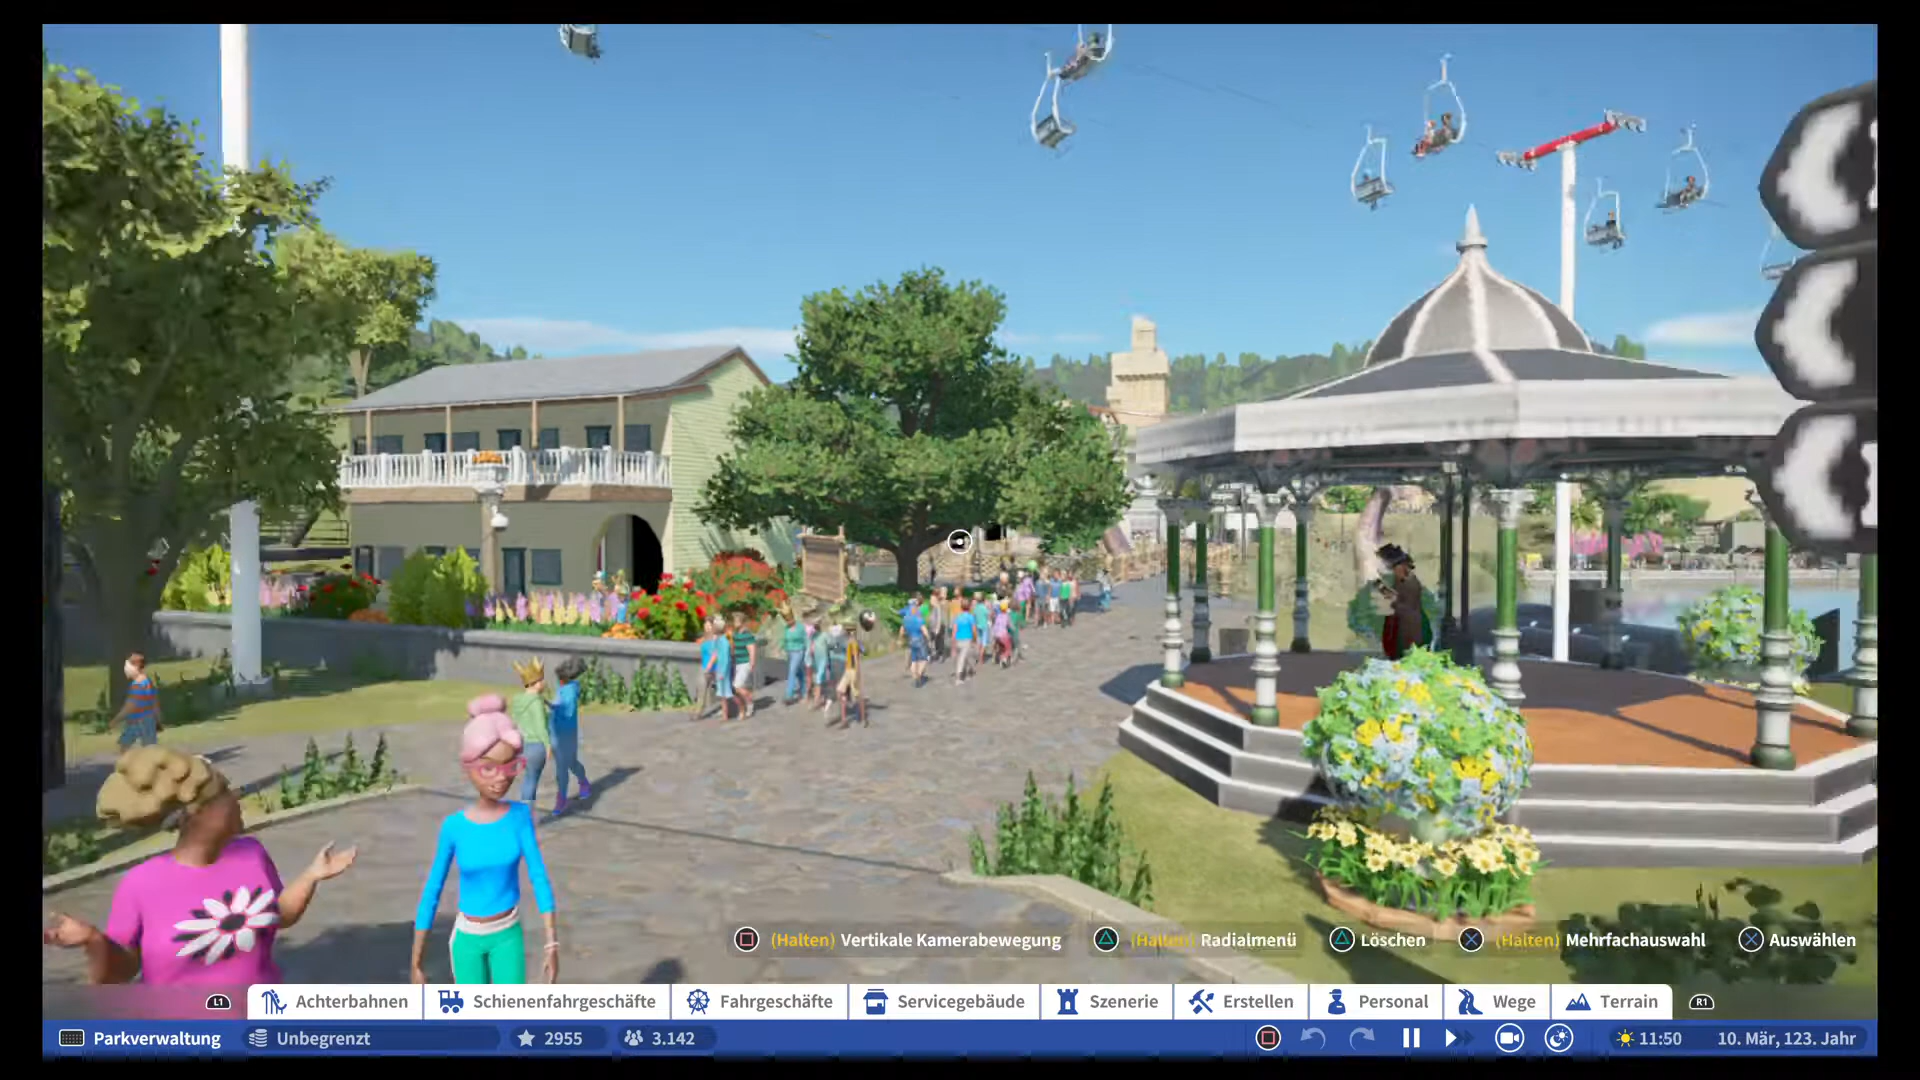 (Halten) Vertikale Kamerabewegung (Halten) Radialmenü Löschen (Halten) Mehrfachauswahl Auswählen
L1 Achterbahnen Schienenfahrgeschäfte Fahrgeschäfte Servicegebäude Szenerie Erstellen Personal Wege Terrain R1
Parkverwaltung Unbegrenzt 2955 3.142 11:50 10. Mär, 123. Jahr